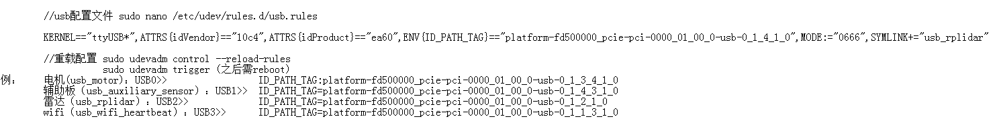 //usb配置文件 sudo nano /etc/udev/rules.d/usb.rules
KERNEL=="ttyUSB*",ATTRS{idVendor}=="10c4",ATTRS{idProduct}=="ea60",ENV{ID_PATH_TAG}=="platform-fd500000_pcie-pci-0000_01_00_0-usb-0_1_4_1_0",MODE:="0666",SYMLINK+="usb_rplidar"
//重载配置 sudo udevadm control --reload-rules
sudo udevadm trigger（之后需reboot）
例： 电机(usb_motor)：USB0>> ID_PATH_TAG:platform-fd500000_pcie-pci-0000_01_00_0-usb-0_1_3_4_1_0
辅助板（usb_auxiliary_sensor）：USB1>> ID_PATH_TAG=platform-fd500000_pcie-pci-0000_01_00_0-usb-0_1_4_3_1_0
雷达（usb_rplidar）：USB2>> ID_PATH_TAG=platform-fd500000_pcie-pci-0000_01_00_0-usb-0_1_2_1_0
wifi（usb_wifi_heartbeat）：USB3>> ID_PATH_TAG=platform-fd500000_pcie-pci-0000_01_00_0-usb-0_1_1_3_1_0